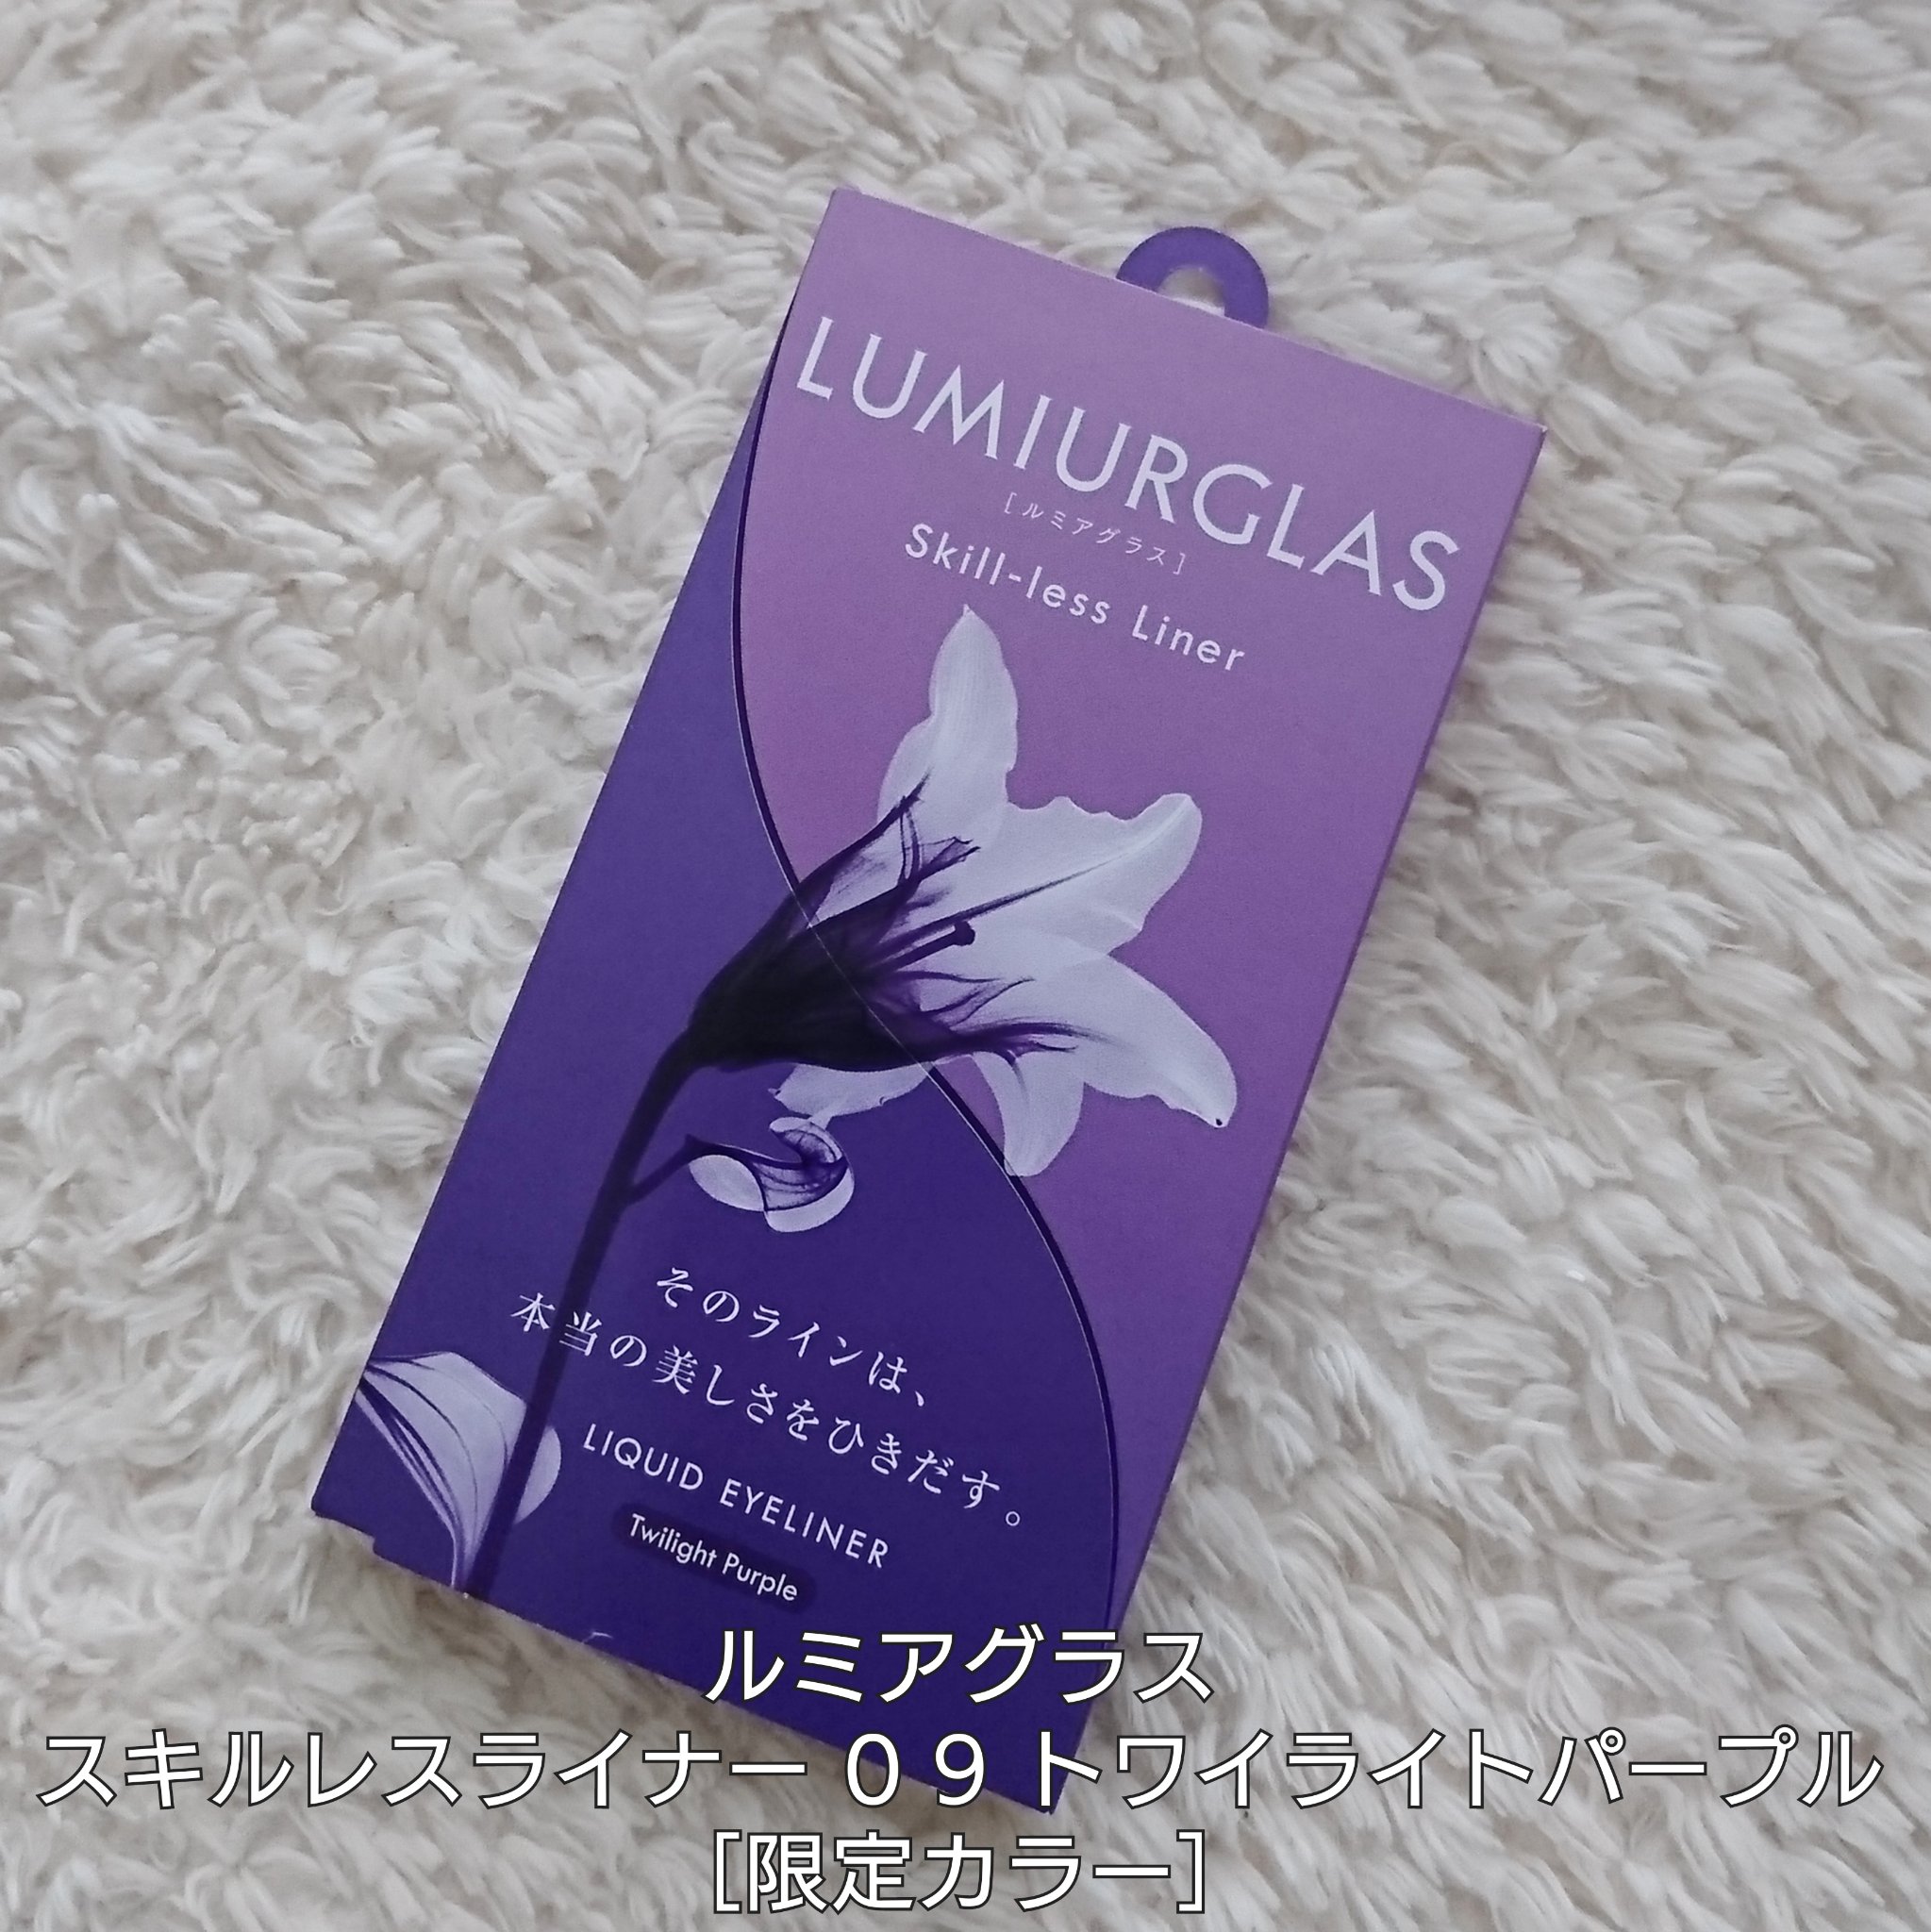 LUMIURGLAS
[ルミアグラス]
Skill-less Liner
そのラインは、
本当の美しさをひきだす。
LIQUID EYELINER
Twilight Purple
ルミアグラス
スキルレスライナー ０９ トワイライトパープル
[限定カラー]